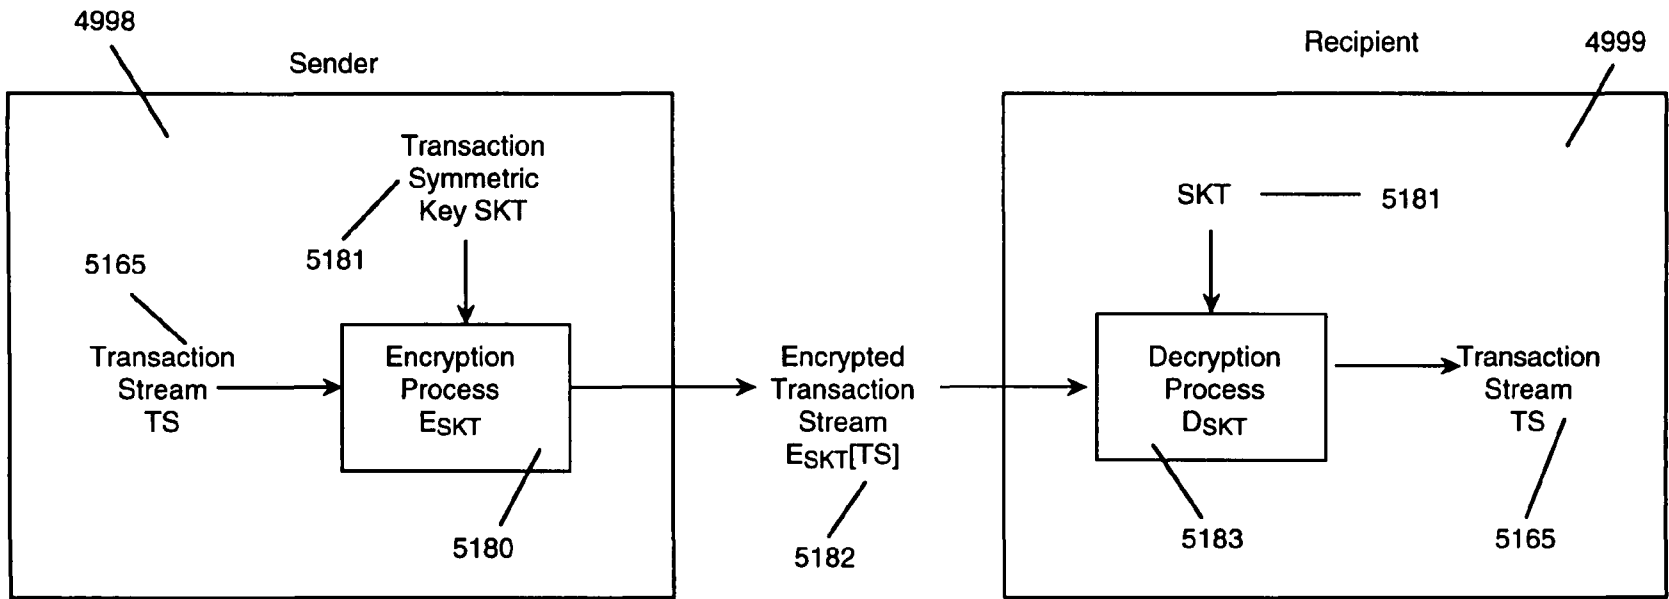 4998
Sender
Transaction
Symmetric
Key SKT
5181
5165
Transaction
Stream
TS
Encryption
Process
ESKT
5180
Encrypted
Transaction
Stream
ESKT[TS]
5182
Recipient
4999
SKT
5181
Decryption
Process
DSKT
5183
Transaction
Stream
TS
5165